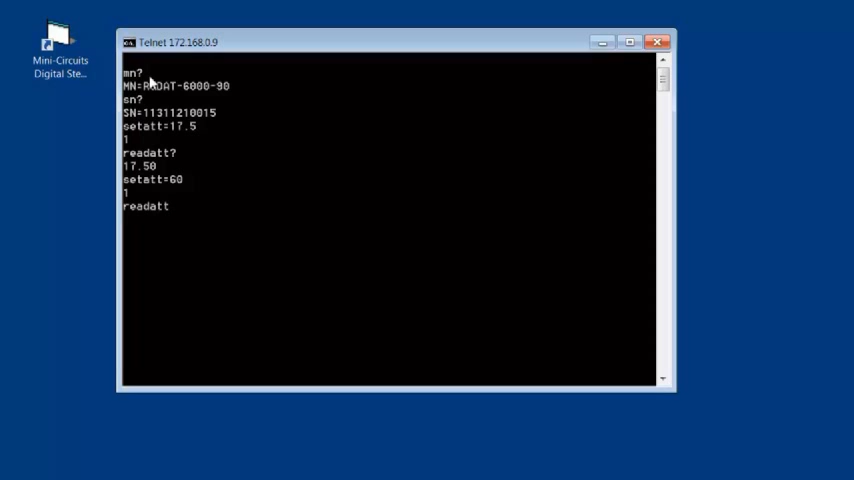 Mini-Circuits
Digital Ste...
Telnet 172.168.0.9
mn?
MN=RCDAT-6000-90
sn?
SN=11311210015
setatt=17.5
1
readatt?
17.50
setatt=60
1
readatt